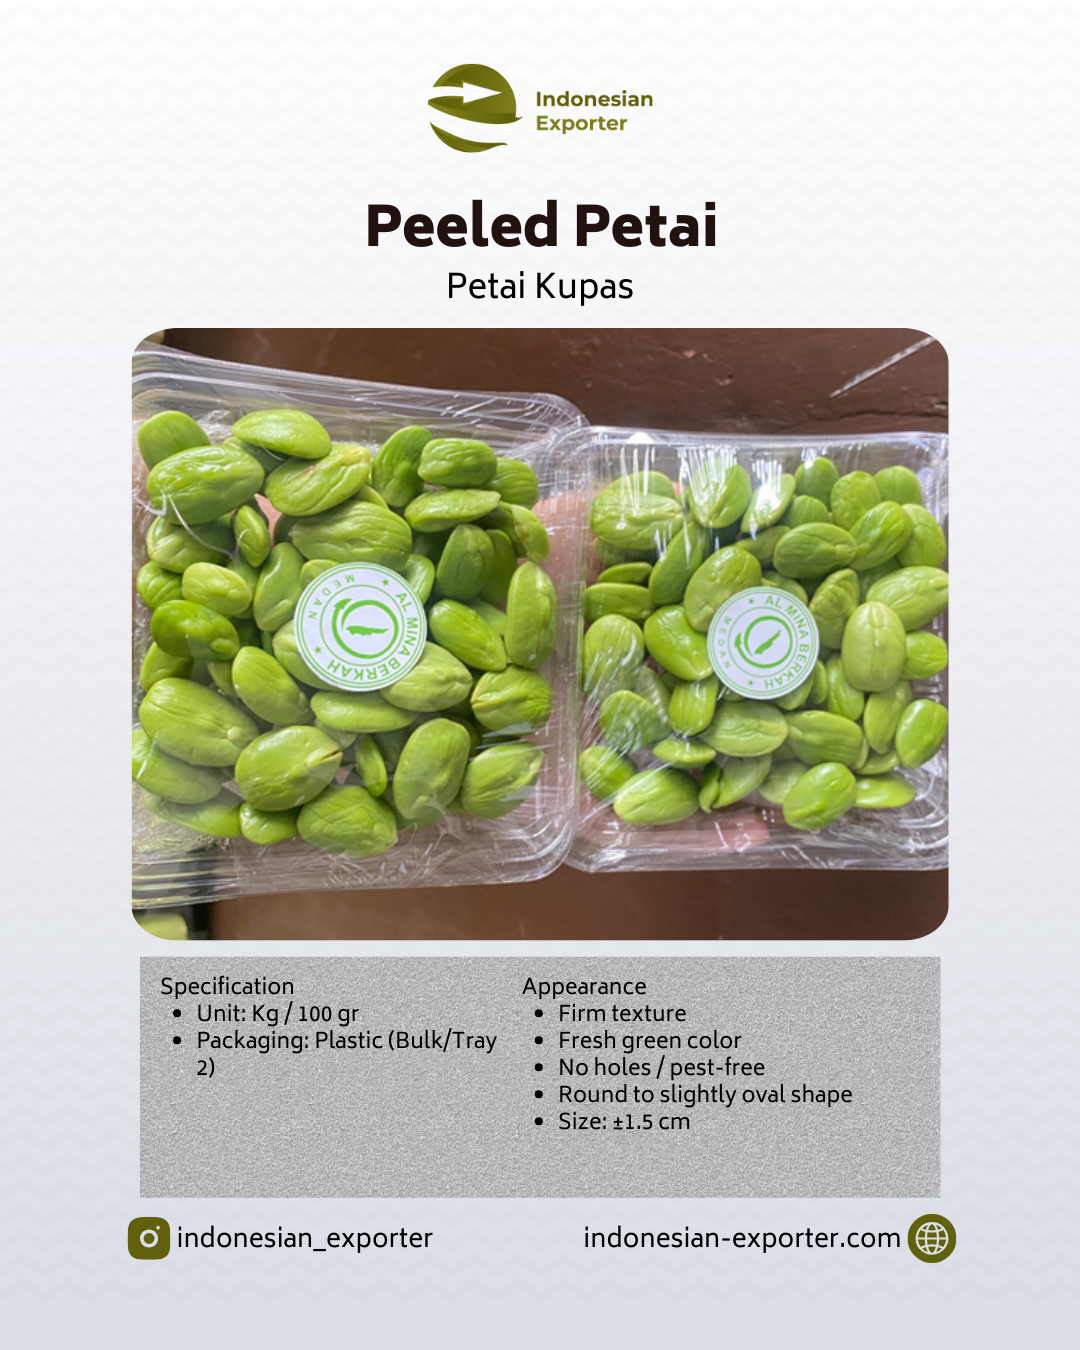 Indonesian
Exporter
Peeled Petai
Petai Kupas
MEDAN ★ AL MINA BERKAH ★
MEDAN ★ AL MINA BERKAH ★
Specification
• Unit: Kg / 100 gr
• Packaging: Plastic (Bulk/Tray
2)
Appearance
• Firm texture
• Fresh green color
• No holes / pest-free
• Round to slightly oval shape
• Size: ±1.5 cm
indonesian_exporter
indonesian-exporter.com